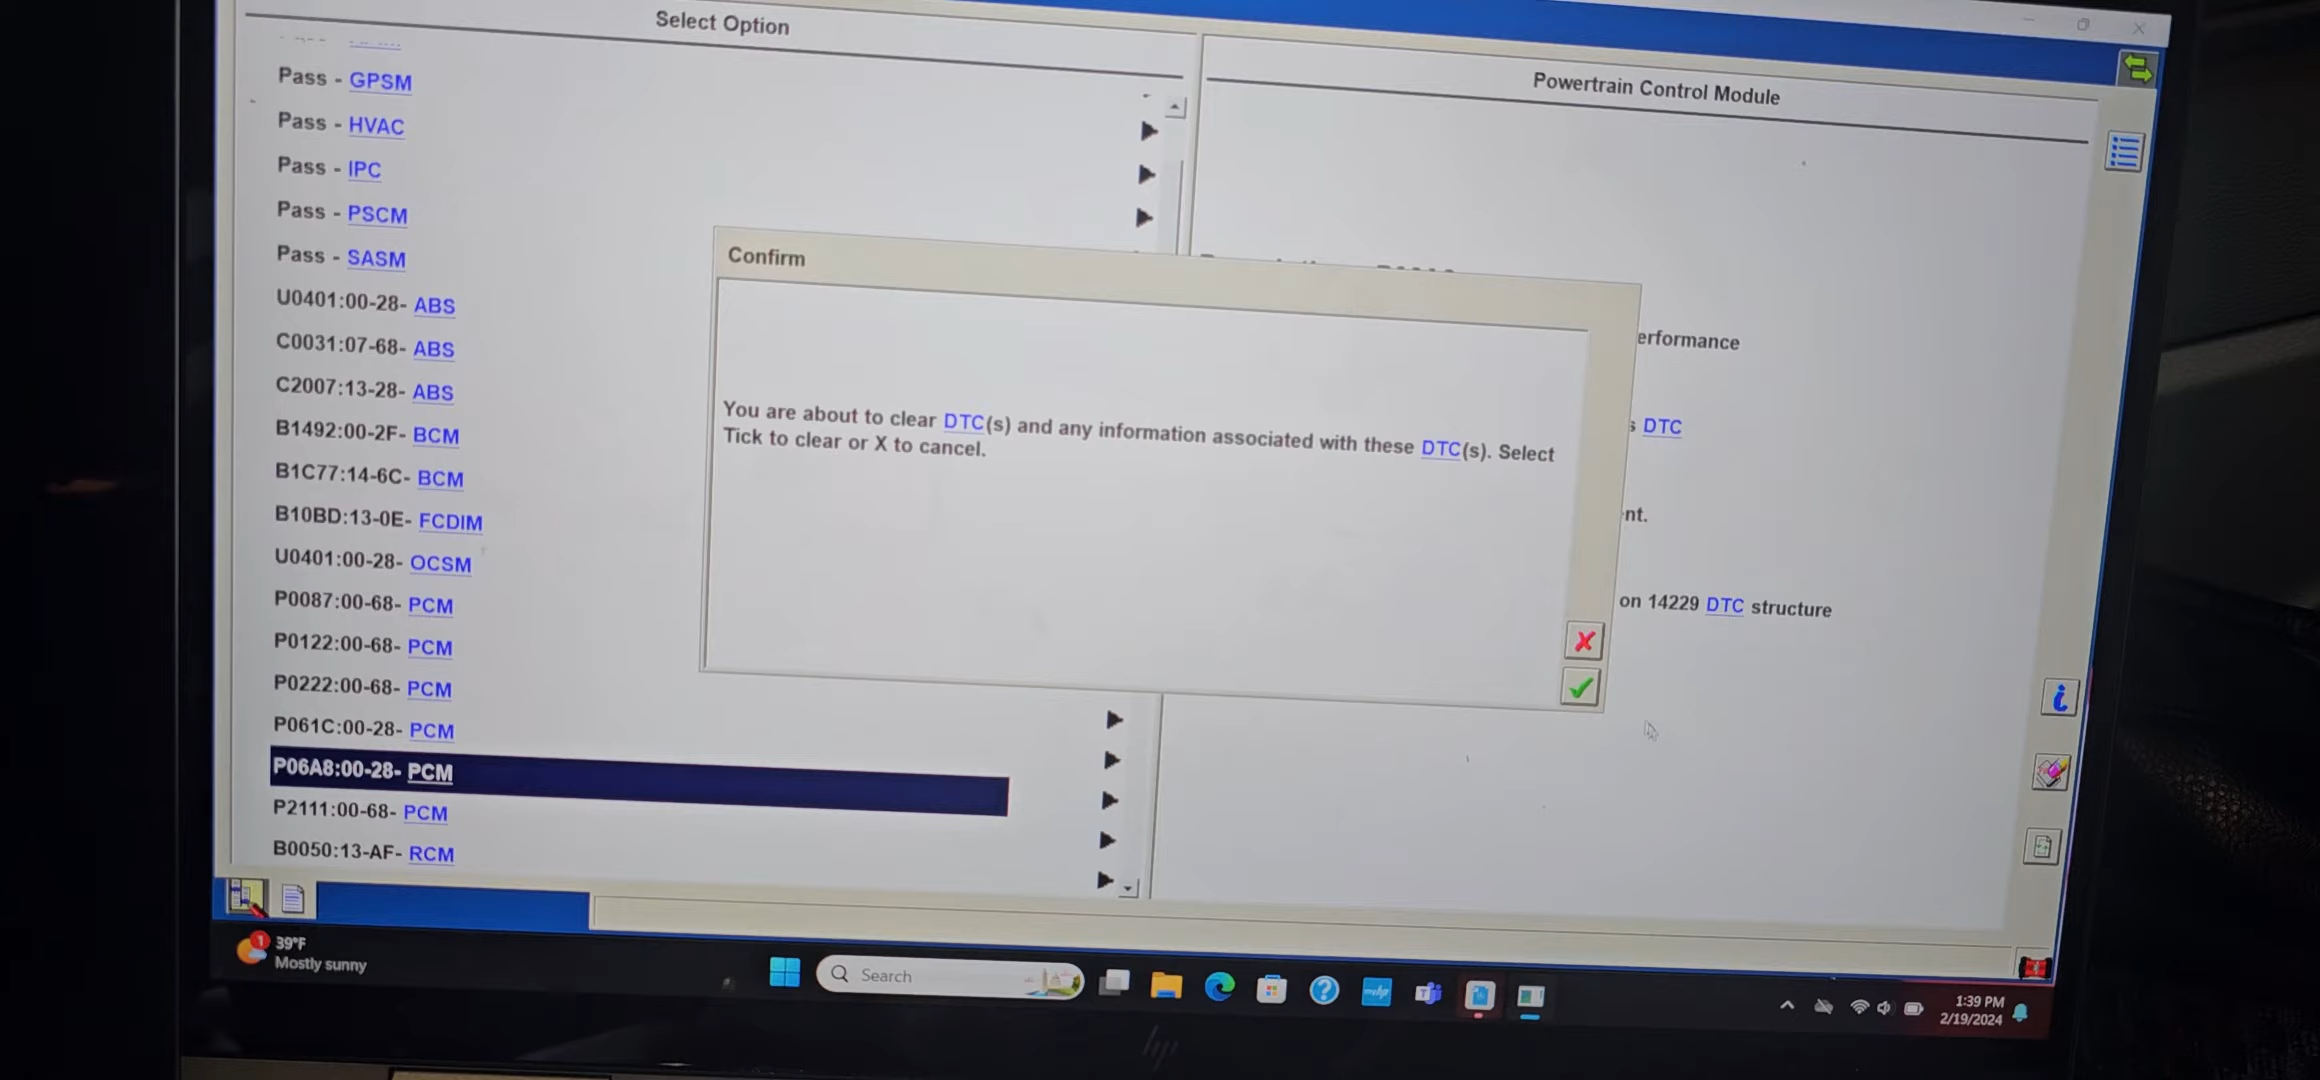 Select Option
Pass - GPSM
Pass - HVAC
Pass - IPC
Pass - PSCM
Pass - SASM
U0401:00-28- ABS
C0031:07-68- ABS
C2007:13-28- ABS
B1492:00-2F- BCM
B1C77:14-6C- BCM
B10BD:13-0E- FCDIM
U0401:00-28- OCSM
P0087:00-68- PCM
P0122:00-68- PCM
P0222:00-68- PCM
P061C:00-28- PCM
P06A8:00-28- PCM
P2111:00-68- PCM
B0050:13-AF- RCM
Powertrain Control Module
erformance
s DTC
nt.
on 14229 DTC structure
Confirm
You are about to clear DTC(s) and any information associated with these DTC(s). Select
Tick to clear or X to cancel.
1
39°F
Mostly sunny
Search
myhp
T
1:39 PM
2/19/2024
hp